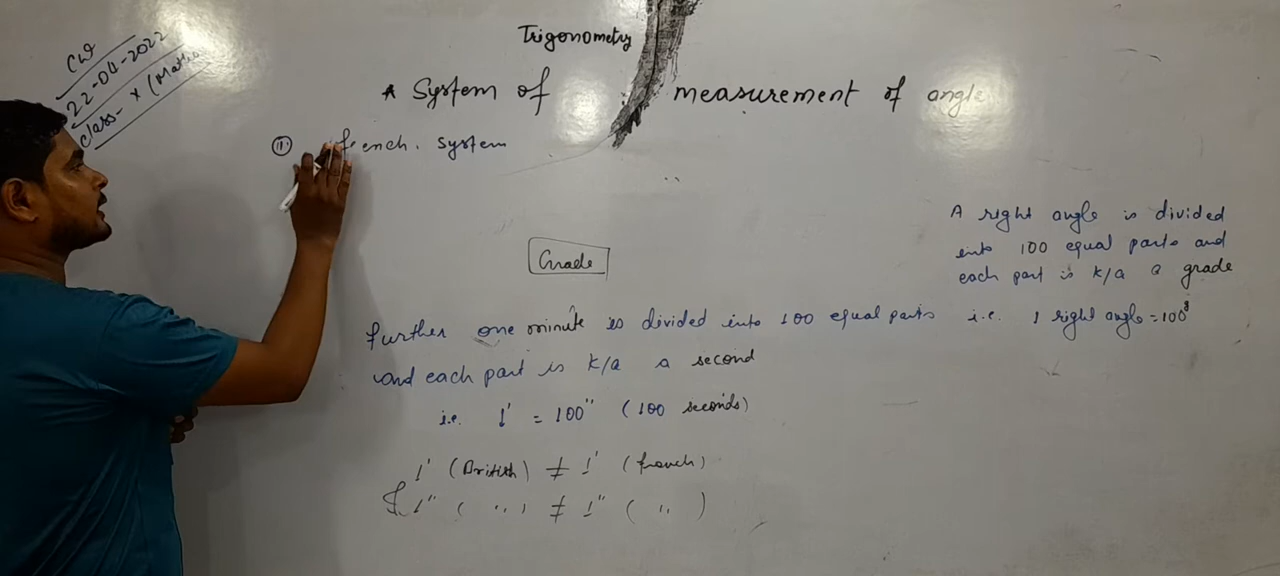 CW
22-04-2022
Class- X (Maths
Trigonometry
* System of measurement of angle
(ii) french. system
A right angle is divided
into 100 equal parts and
each part is k/a a grade
i.e. 1 right angle = 100g
Grade
further one minute is divided into 100 equal parts
and each part is k/a a second
i.e. 1' = 100'' (100 seconds)
1' (British) ≠ 1' (french)
& 1'' ( ,, ) ≠ 1'' ( ,, )